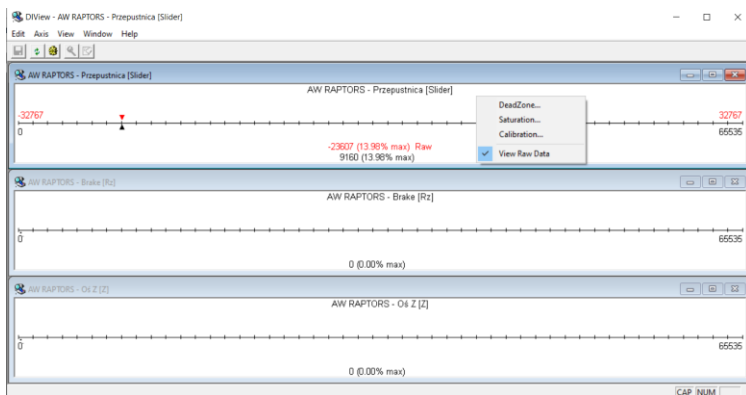 DIView - AW RAPTORS - Przepustnica [Slider]
Edit Axis View Window Help
AW RAPTORS - Przepustnica [Slider]
AW RAPTORS - Przepustnica [Slider]
-32767
32767
0
65535
-23607 (13.98% max) Raw
9160 (13.98% max)
DeadZone...
Saturation...
Calibration...
View Raw Data
AW RAPTORS - Brake [Rz]
AW RAPTORS - Brake [Rz]
0
65535
0 (0.00% max)
AW RAPTORS - Oś Z [Z]
AW RAPTORS - Oś Z [Z]
0
65535
0 (0.00% max)
CAP NUM